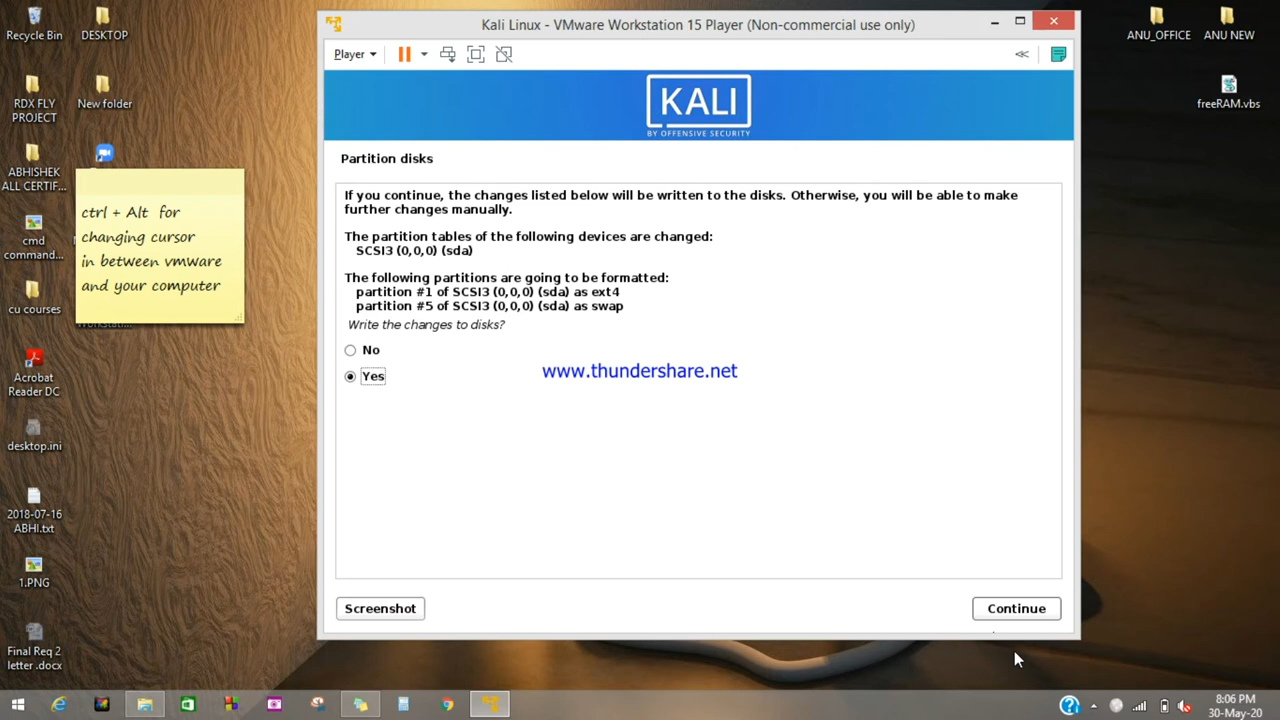 Recycle Bin
DESKTOP
RDX FLY
PROJECT
New folder
ABHISHEK
ALL CERTIF...
cmd
command...
cu courses
Acrobat
Reader DC
desktop.ini
2018-07-16
ABHI.txt
1.PNG
Final Req 2
letter .docx
ctrl + Alt for
changing cursor
in between vmware
and your computer
Kali Linux - VMware Workstation 15 Player (Non-commercial use only)
Player
KALI
BY OFFENSIVE SECURITY
Partition disks
If you continue, the changes listed below will be written to the disks. Otherwise, you will be able to make
further changes manually.
The partition tables of the following devices are changed:
SCSI3 (0,0,0) (sda)
The following partitions are going to be formatted:
partition #1 of SCSI3 (0,0,0) (sda) as ext4
partition #5 of SCSI3 (0,0,0) (sda) as swap
Write the changes to disks?
No
Yes
www.thundershare.net
Screenshot
Continue
ANU_OFFICE
ANU NEW
freeRAM.vbs
8:06 PM
30-May-20